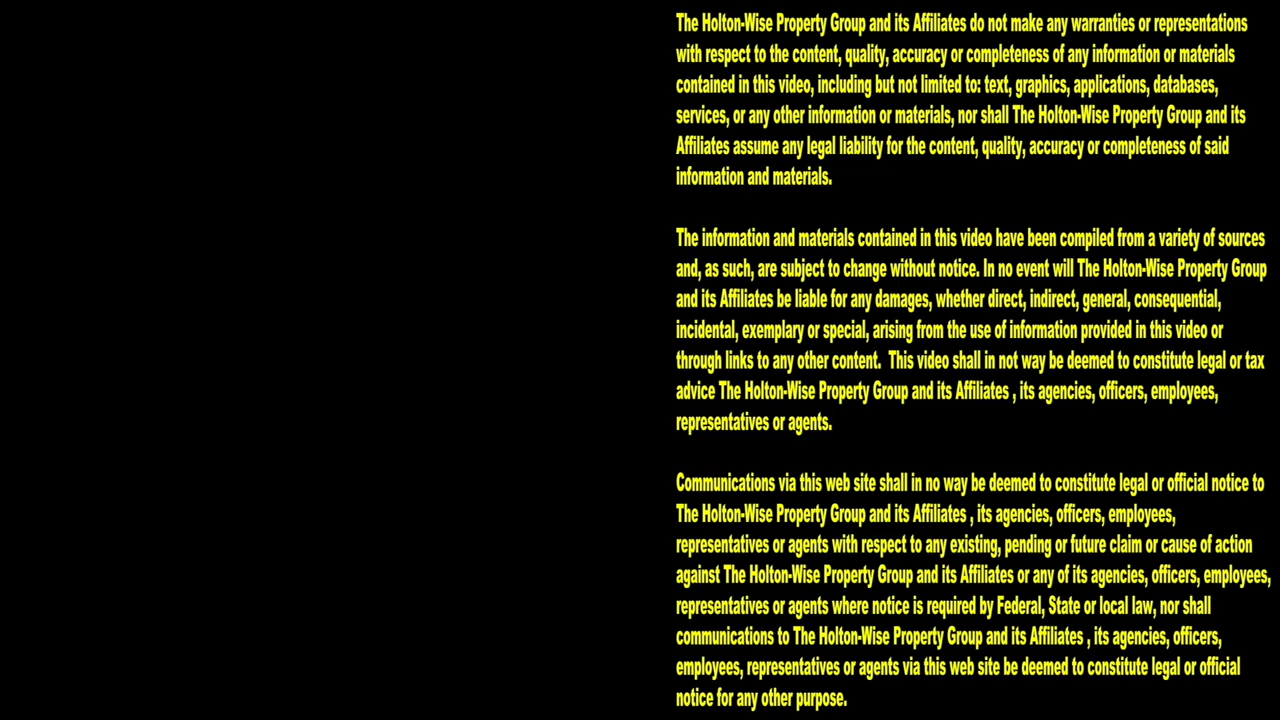 The Holton-Wise Property Group and its Affiliates do not make any warranties or representations
with respect to the content, quality, accuracy or completeness of any information or materials
contained in this video, including but not limited to: text, graphics, applications, databases,
services, or any other information or materials, nor shall The Holton-Wise Property Group and its
Affiliates assume any legal liability for the content, quality, accuracy or completeness of said
information and materials.
The information and materials contained in this video have been compiled from a variety of sources
and, as such, are subject to change without notice. In no event will The Holton-Wise Property Group
and its Affiliates be liable for any damages, whether direct, indirect, general, consequential,
incidental, exemplary or special, arising from the use of information provided in this video or
through links to any other content.  This video shall in not way be deemed to constitute legal or tax
advice The Holton-Wise Property Group and its Affiliates , its agencies, officers, employees,
representatives or agents.
Communications via this web site shall in no way be deemed to constitute legal or official notice to
The Holton-Wise Property Group and its Affiliates , its agencies, officers, employees,
representatives or agents with respect to any existing, pending or future claim or cause of action
against The Holton-Wise Property Group and its Affiliates or any of its agencies, officers, employees,
representatives or agents where notice is required by Federal, State or local law, nor shall
communications to The Holton-Wise Property Group and its Affiliates , its agencies, officers,
employees, representatives or agents via this web site be deemed to constitute legal or official
notice for any other purpose.